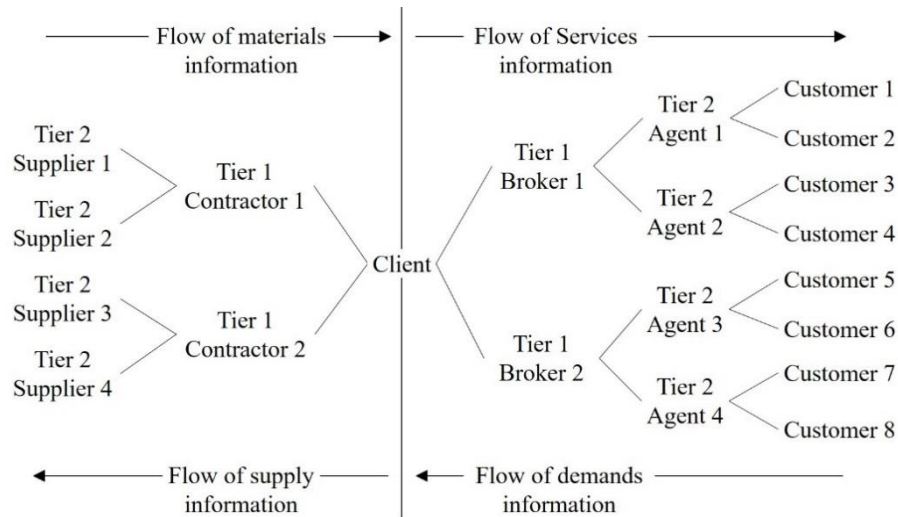 Flow of materials
information
Flow of Services
information
Tier 2
Supplier 1
Tier 2
Supplier 2
Tier 2
Supplier 3
Tier 2
Supplier 4
Tier 1
Contractor 1
Tier 1
Contractor 2
Client
Tier 1
Broker 1
Tier 1
Broker 2
Tier 2
Agent 1
Tier 2
Agent 2
Tier 2
Agent 3
Tier 2
Agent 4
Customer 1
Customer 2
Customer 3
Customer 4
Customer 5
Customer 6
Customer 7
Customer 8
Flow of supply
information
Flow of demands
information